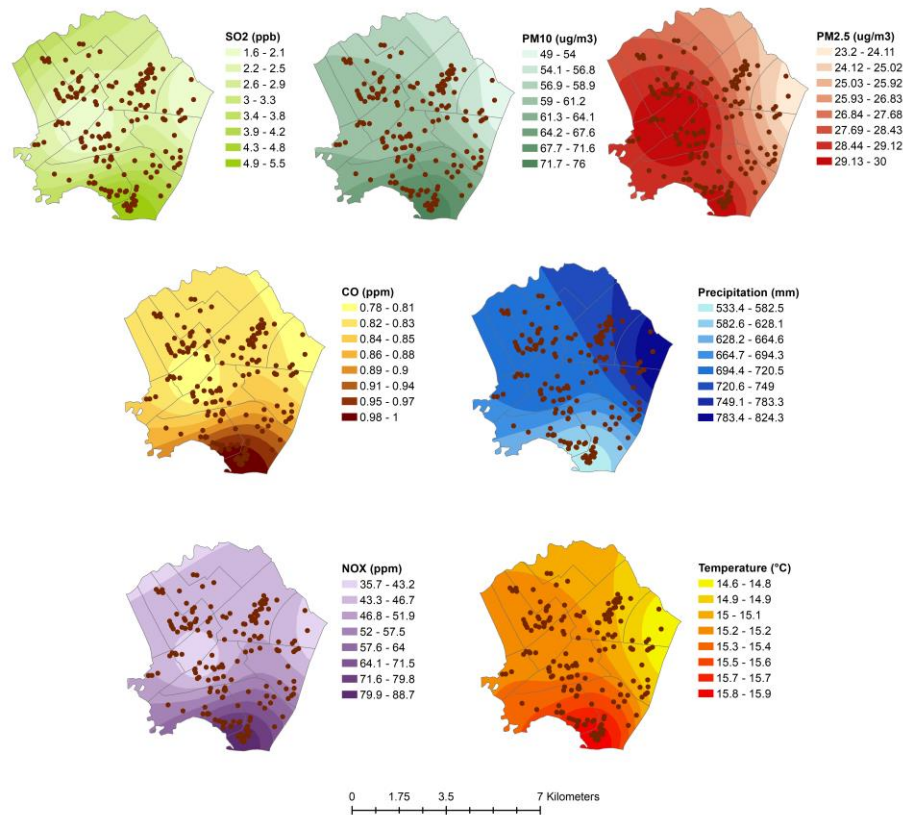 SO2 (ppb)
1.6 - 2.1
2.2 - 2.5
2.6 - 2.9
3 - 3.3
3.4 - 3.8
3.9 - 4.2
4.3 - 4.8
4.9 - 5.5
PM10 (ug/m3)
49 - 54
54.1 - 56.8
56.9 - 58.9
59 - 61.2
61.3 - 64.1
64.2 - 67.6
67.7 - 71.6
71.7 - 76
PM2.5 (ug/m3)
23.2 - 24.11
24.12 - 25.02
25.03 - 25.92
25.93 - 26.83
26.84 - 27.68
27.69 - 28.43
28.44 - 29.12
29.13 - 30
CO (ppm)
0.78 - 0.81
0.82 - 0.83
0.84 - 0.85
0.86 - 0.88
0.89 - 0.9
0.91 - 0.94
0.95 - 0.97
0.98 - 1
Precipitation (mm)
533.4 - 582.5
582.6 - 628.1
628.2 - 664.6
664.7 - 694.3
694.4 - 720.5
720.6 - 749
749.1 - 783.3
783.4 - 824.3
NOX (ppm)
35.7 - 43.2
43.3 - 46.7
46.8 - 51.9
52 - 57.5
57.6 - 64
64.1 - 71.5
71.6 - 79.8
79.9 - 88.7
Temperature (°C)
14.6 - 14.8
14.9 - 14.9
15 - 15.1
15.2 - 15.2
15.3 - 15.4
15.5 - 15.6
15.7 - 15.7
15.8 - 15.9
0 1.75 3.5 7 Kilometers